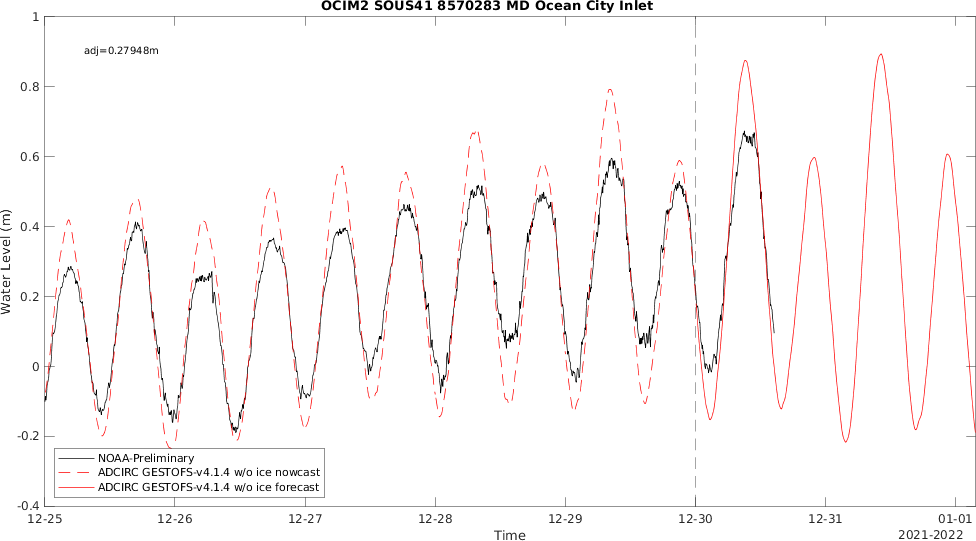 OCIM2 SOUS41 8570283 MD Ocean City Inlet
1
adj=0.27948m
0.8
0.6
0.4
0.2
0
-0.2
-0.4
Water Level (m)
NOAA-Preliminary
ADCIRC GESTOFS-v4.1.4 w/o ice nowcast
ADCIRC GESTOFS-v4.1.4 w/o ice forecast
12-25 12-26 12-27 12-28 12-29 12-30 12-31 01-01
Time
2021-2022